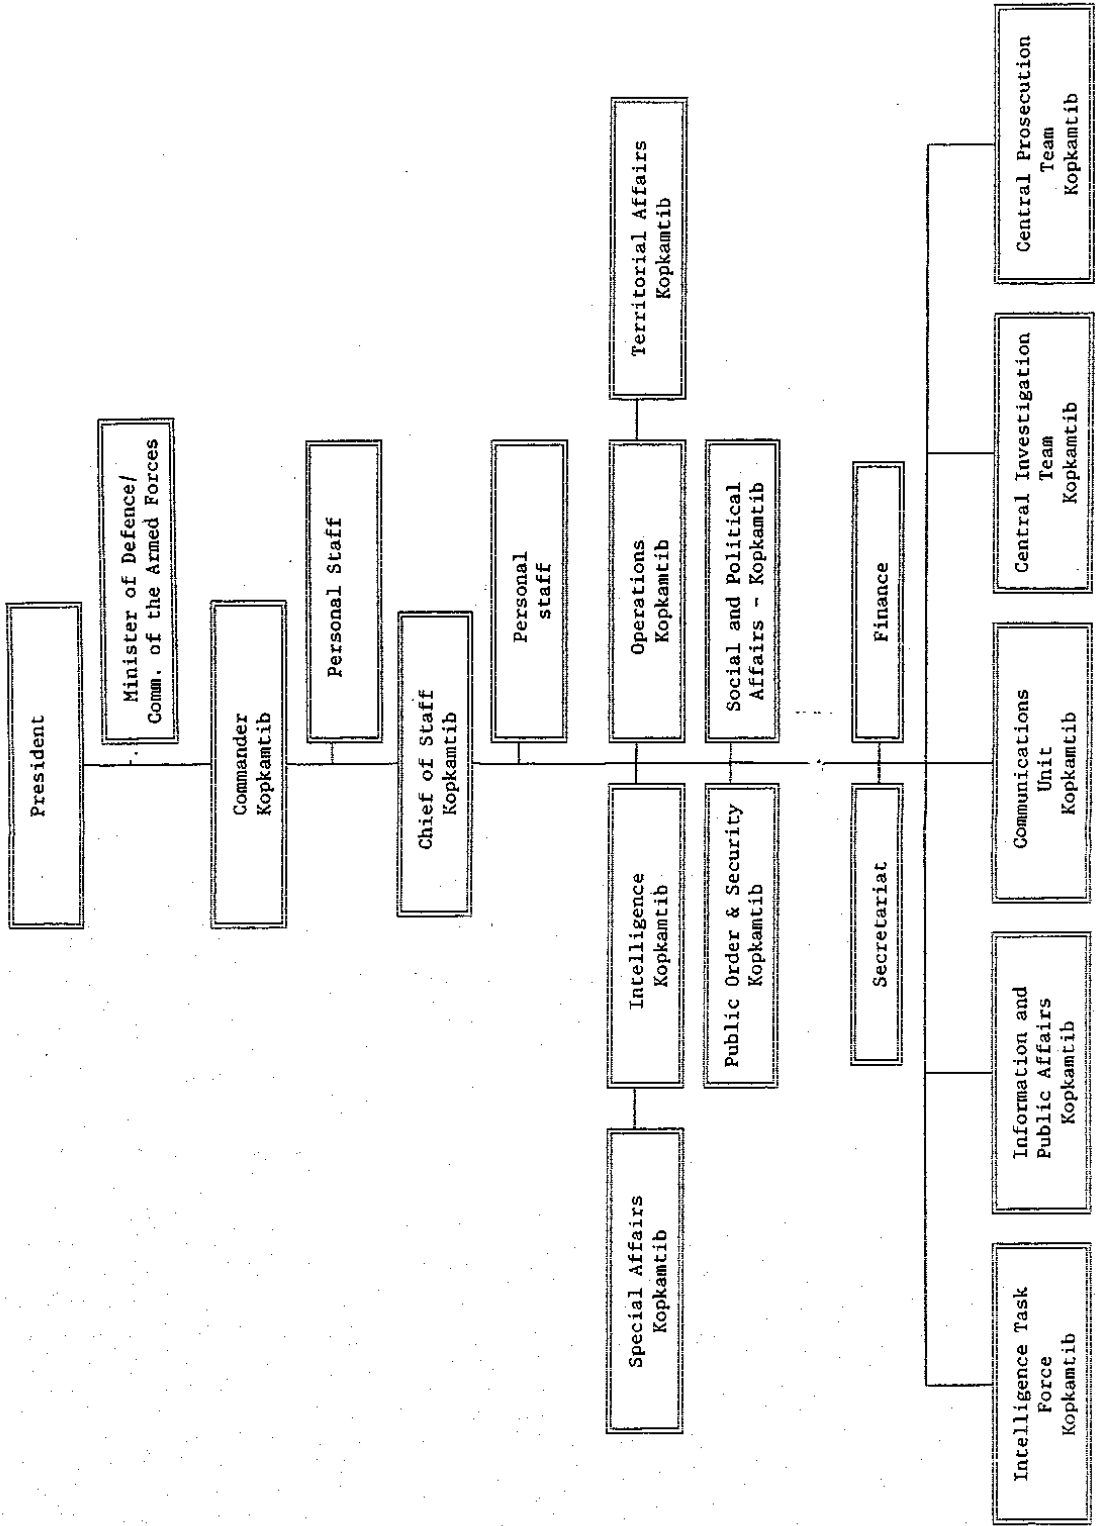 President
Minister of Defence/
Comm. of the Armed Forces
Commander
Kopkamtib
Personal Staff
Chief of Staff
Kopkamtib
Personal
staff
Special Affairs
Kopkamtib
Intelligence
Kopkamtib
Operations
Kopkamtib
Territorial Affairs
Kopkamtib
Public Order & Security
Kopkamtib
Social and Political
Affairs - Kopkamtib
Secretariat
Finance
Intelligence Task
Force
Kopkamtib
Information and
Public Affairs
Kopkamtib
Communications
Unit
Kopkamtib
Central Investigation
Team
Kopkamtib
Central Prosecution
Team
Kopkamtib